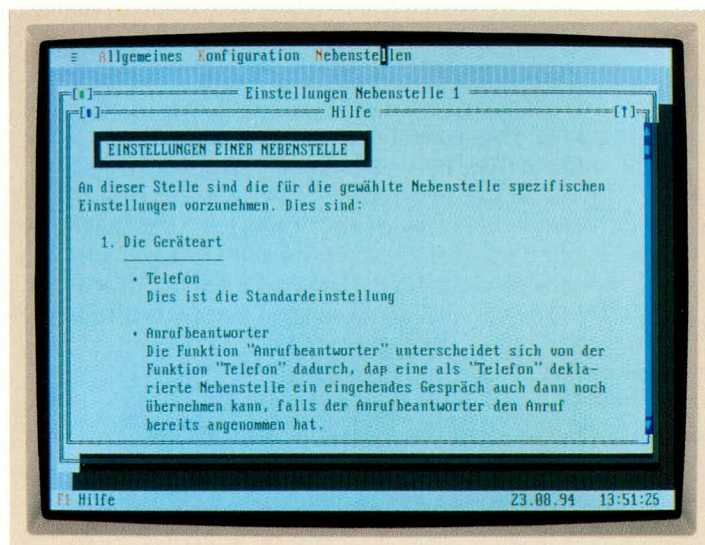 ≡ Allgemeines Konfiguration Nebenstellen
Einstellungen Nebenstelle 1
Hilfe
EINSTELLUNGEN EINER NEBENSTELLE
An dieser Stelle sind die für die gewählte Nebenstelle spezifischen
Einstellungen vorzunehmen. Dies sind:
1. Die Geräteart
• Telefon
Dies ist die Standardeinstellung
• Anrufbeantworter
Die Funktion "Anrufbeantworter" unterscheidet sich von der
Funktion "Telefon" dadurch, dap eine als "Telefon" dekla-
rierte Nebenstelle ein eingehendes Gespräch auch dann noch
übernehmen kann, falls der Anrufbeantworter den Anruf
bereits angenommen hat.
F1 Hilfe 23.08.94 13:51:25